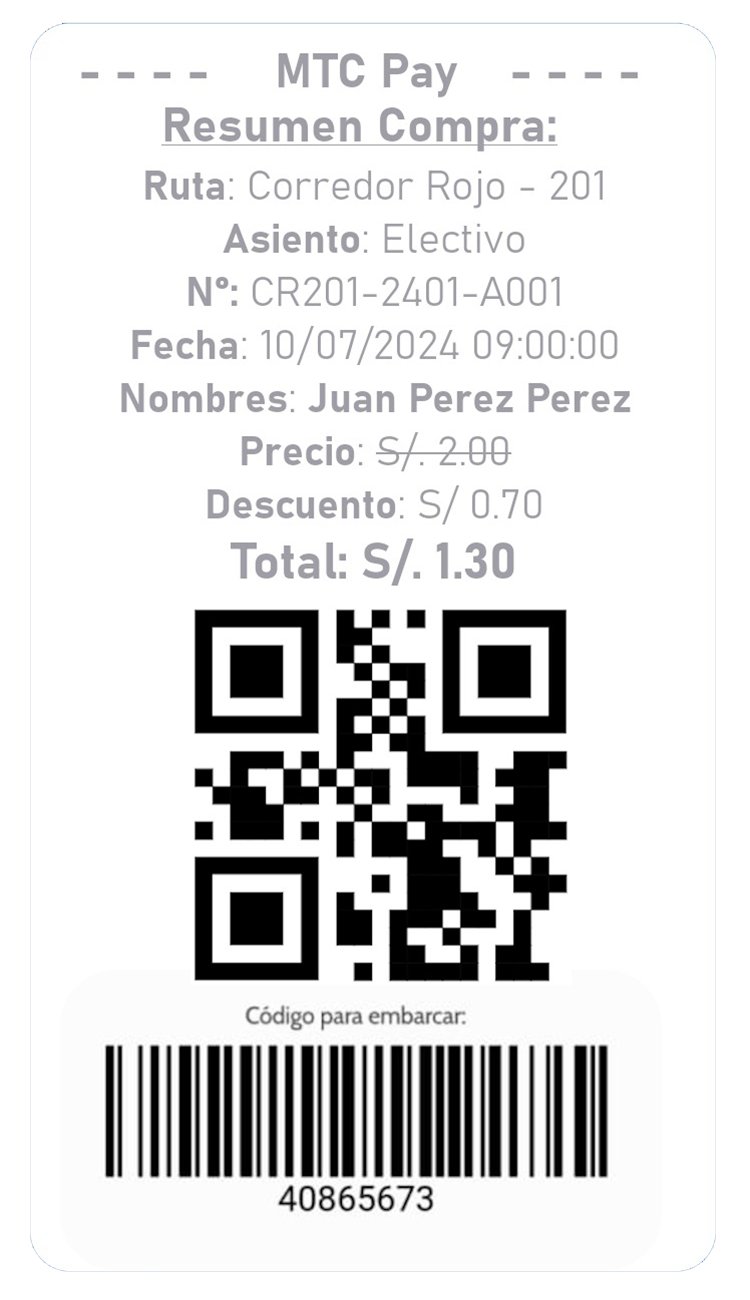 ---- MTC Pay ----
Resumen Compra:
Ruta: Corredor Rojo - 201
Asiento: Electivo
N°: CR201-2401-A001
Fecha: 10/07/2024 09:00:00
Nombres: Juan Perez Perez
Precio: S/. 2.00
Descuento: S/ 0.70
Total: S/. 1.30
Código para embarcar:
40865673